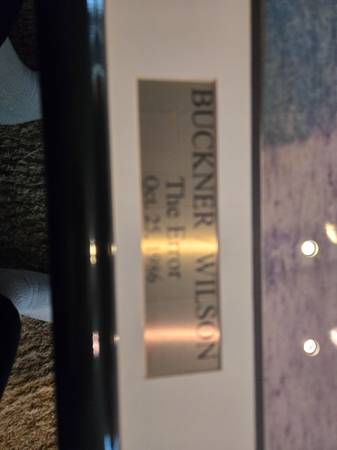 BUCKNER WILSON
The Error
Oct. 25, 1986